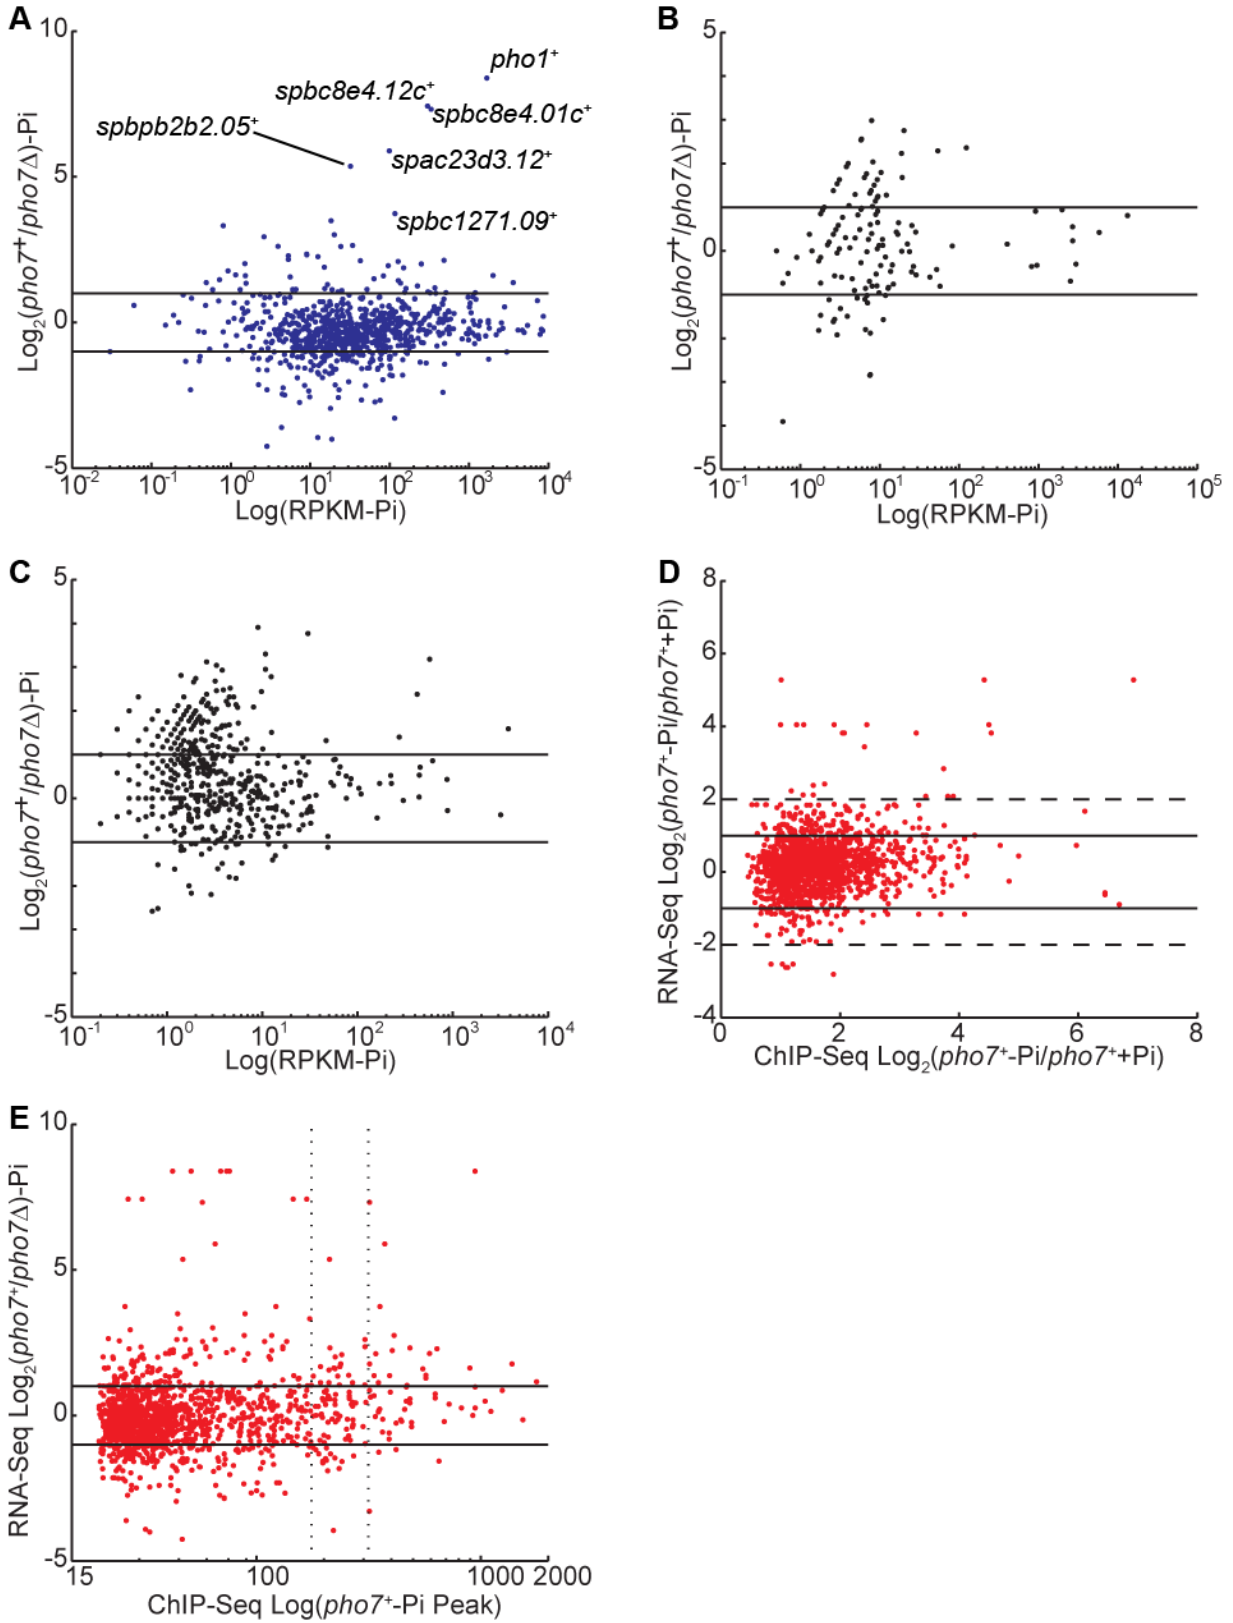 A
10
5
0
-5
Log₂(pho7⁺/pho7Δ)-Pi
pho1⁺
spbc8e4.12c⁺
spbc8e4.01c⁺
spbpb2b2.05⁺
spac23d3.12⁺
spbc1271.09⁺
10⁻² 10⁻¹ 10⁰ 10¹ 10² 10³ 10⁴
Log(RPKM-Pi)
B
5
0
-5
Log₂(pho7⁺/pho7Δ)-Pi
10⁻¹ 10⁰ 10¹ 10² 10³ 10⁴ 10⁵
Log(RPKM-Pi)
C
5
0
-5
Log₂(pho7⁺/pho7Δ)-Pi
10⁻¹ 10⁰ 10¹ 10² 10³ 10⁴
Log(RPKM-Pi)
D
8
6
4
2
0
-2
-4
RNA-Seq Log₂(pho7⁺-Pi/pho7⁺+Pi)
0 2 4 6 8
ChIP-Seq Log₂(pho7⁺-Pi/pho7⁺+Pi)
E
10
5
0
-5
RNA-Seq Log₂(pho7⁺/pho7Δ)-Pi
15 100 1000 2000
ChIP-Seq Log(pho7⁺-Pi Peak)